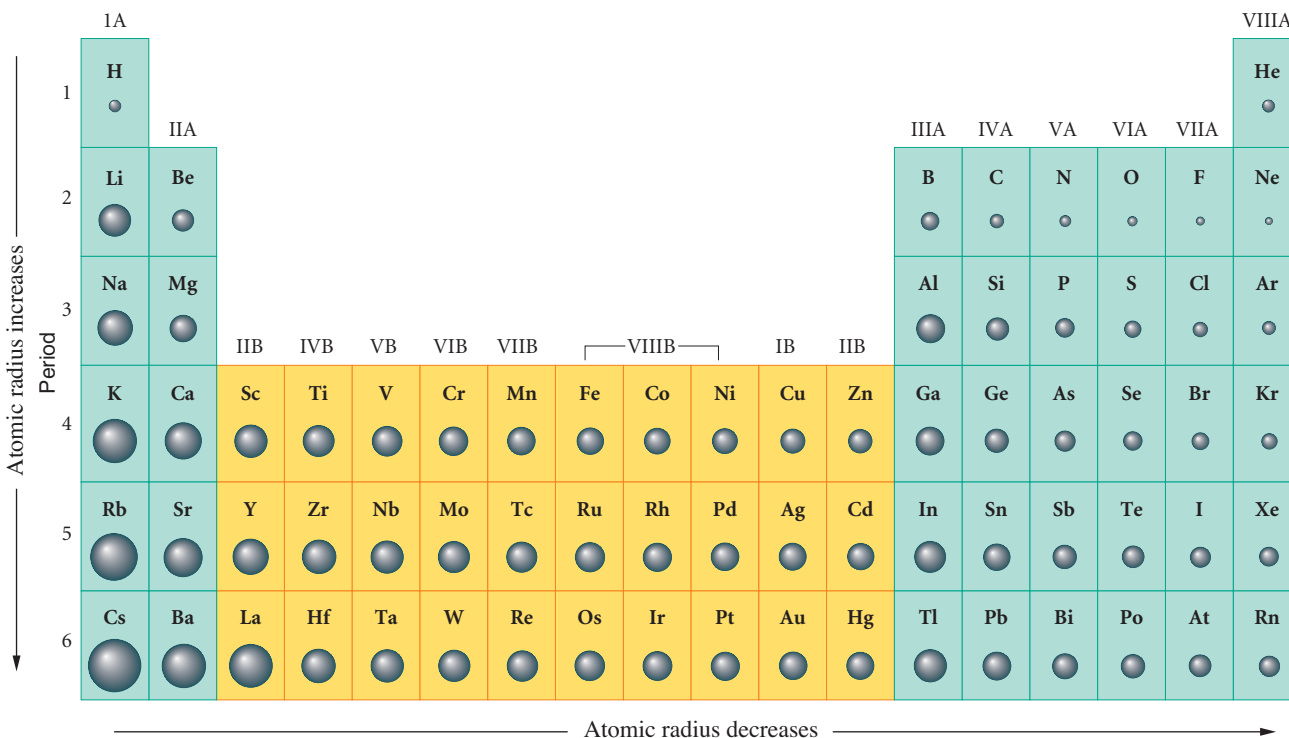 1A VIIIA
H He
1
IIA IIIA IVA VA VIA VIIA
Li Be B C N O F Ne
2
Na Mg Al Si P S Cl Ar
3
IIB IVB VB VIB VIIB VIIIB IB IIB
K Ca Sc Ti V Cr Mn Fe Co Ni Cu Zn Ga Ge As Se Br Kr
4
Rb Sr Y Zr Nb Mo Tc Ru Rh Pd Ag Cd In Sn Sb Te I Xe
5
Cs Ba La Hf Ta W Re Os Ir Pt Au Hg Tl Pb Bi Po At Rn
6
Atomic radius increases
Period
Atomic radius decreases